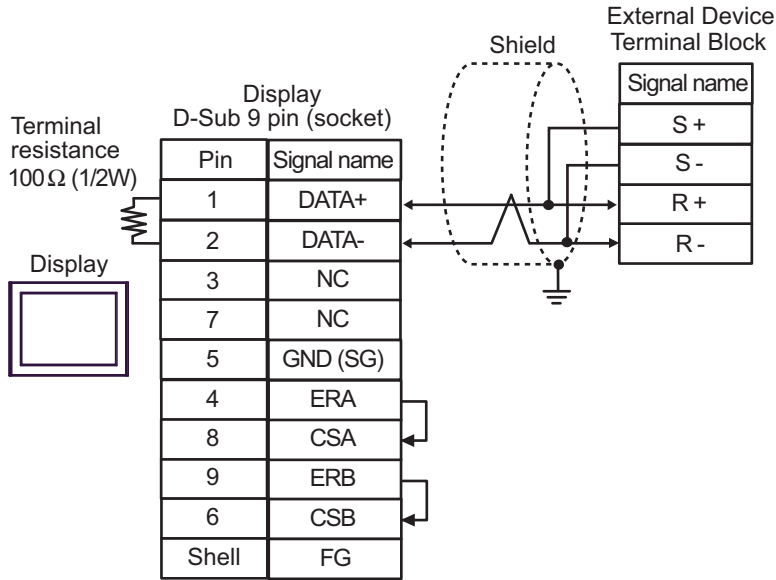 External Device
Terminal Block
Shield
Signal name
S +
S -
R +
R -
Display
D-Sub 9 pin (socket)
Terminal
resistance
100Ω (1/2W)
Pin Signal name
1 DATA+
2 DATA-
3 NC
7 NC
5 GND (SG)
4 ERA
8 CSA
9 ERB
6 CSB
Shell FG
Display